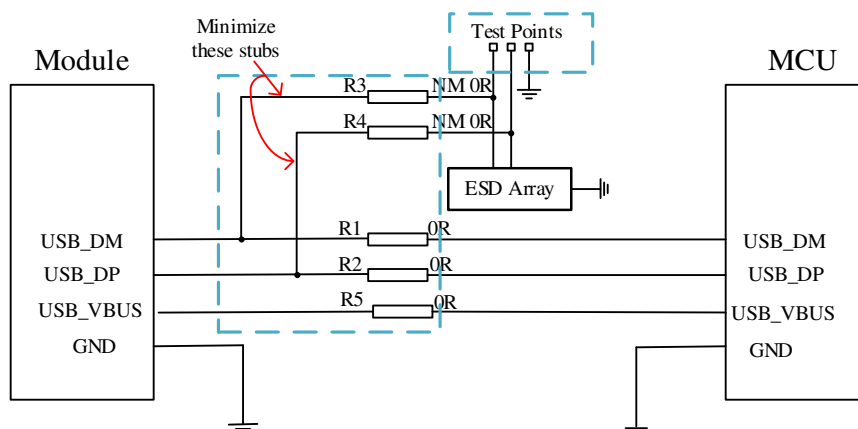 Minimize
these stubs
Test Points
Module
MCU
R3
NM 0R
R4
NM 0R
ESD Array
USB_DM
R1
0R
USB_DM
USB_DP
R2
0R
USB_DP
USB_VBUS
R5
0R
USB_VBUS
GND
GND